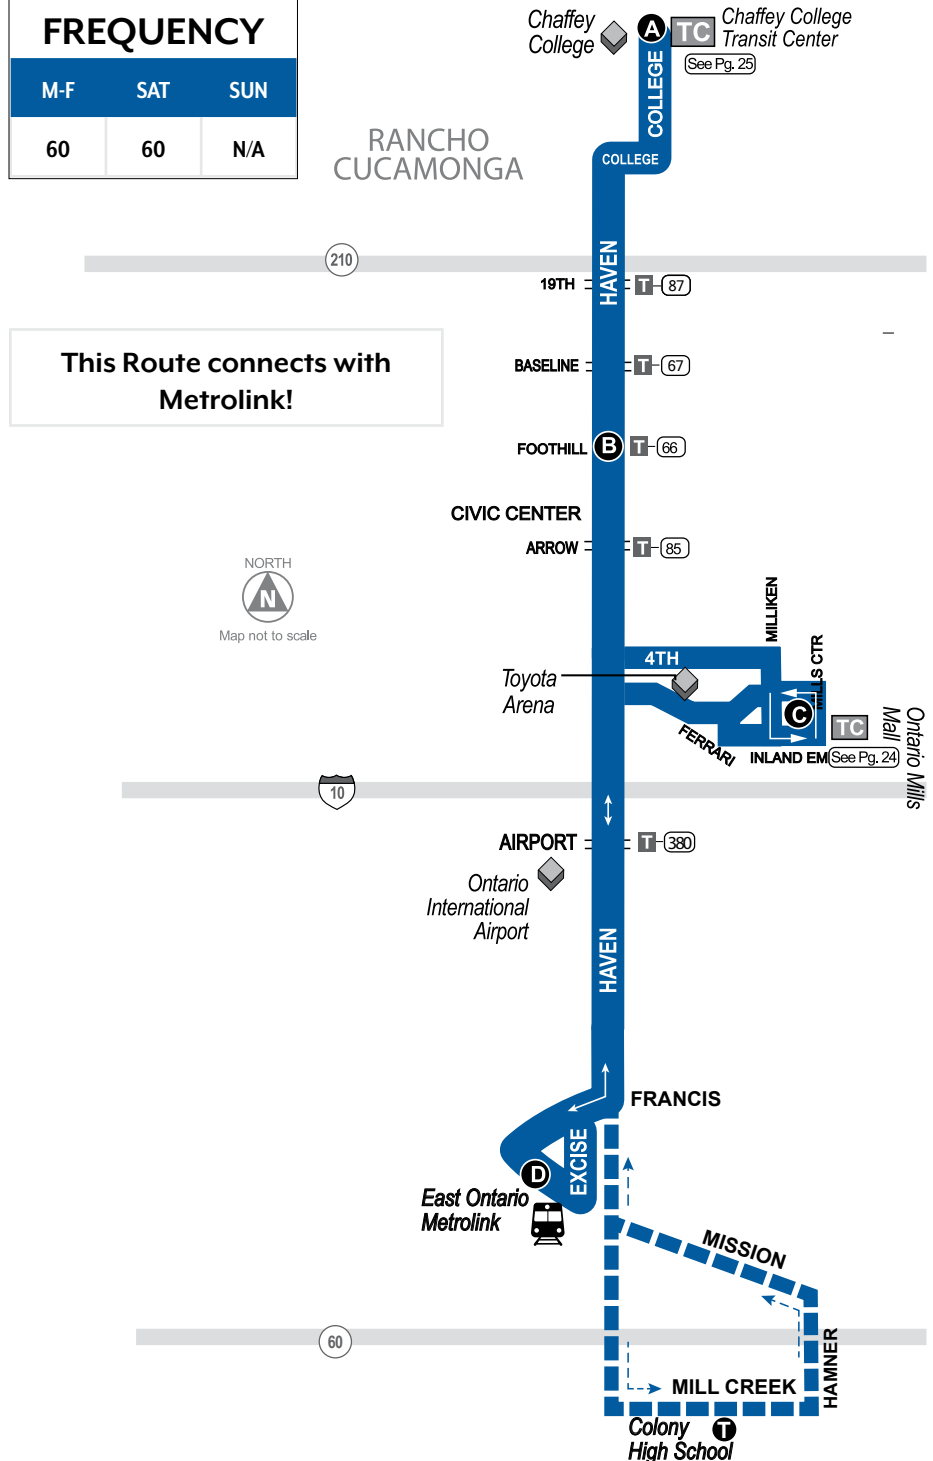 FREQUENCY
M-F SAT SUN
60 60 N/A
Chaffey
College
A
TC
Chaffey College
Transit Center
See Pg. 25
COLLEGE
COLLEGE
RANCHO
CUCAMONGA
210
HAVEN
19TH
T 87
This Route connects with
Metrolink!
BASELINE
T 67
FOOTHILL
B
T 66
CIVIC CENTER
ARROW
T 85
NORTH
N
Map not to scale
MILLIKEN
4TH
MILLS CTR
Toyota
Arena
C
TC
Ontario Mills
Mall
FERRARI
INLAND EM
See Pg. 24
10
AIRPORT
T 380
Ontario
International
Airport
HAVEN
FRANCIS
EXCISE
D
East Ontario
Metrolink
MISSION
60
HAMNER
MILL CREEK
Colony
High School
T